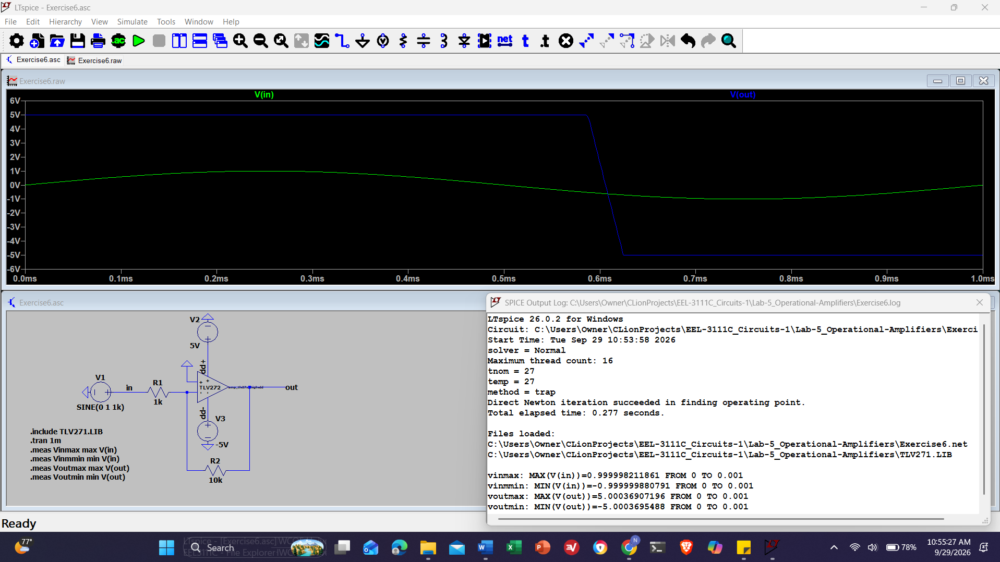 LTspice - Exercise6.asc
File Edit Hierarchy View Simulate Tools Window Help
.ac net t .t
Exercise6.asc Exercise6.raw
Exercise6.raw
V(in) V(out)
6V
5V
4V
3V
2V
1V
0V
-1V
-2V
-3V
-4V
-5V
-6V
0.0ms 0.1ms 0.2ms 0.3ms 0.4ms 0.5ms 0.6ms 0.7ms 0.8ms 0.9ms 1.0ms
Exercise6.asc
V2
5V
dd+
V1
in
R1
1k
SINE(0 1 1k)
TLV272
out
dd-
V3
-5V
R2
10k
.include TLV271.LIB
.tran 1m
.meas Vinmax max V(in)
.meas Vinmmin min V(in)
.meas Voutmax max V(out)
.meas Voutmin min V(out)
SPICE Output Log: C:\Users\Owner\CLionProjects\EEL-3111C_Circuits-1\Lab-5_Operational-Amplifiers\Exercise6.log
LTspice 26.0.2 for Windows
Circuit: C:\Users\Owner\CLionProjects\EEL-3111C_Circuits-1\Lab-5_Operational-Amplifiers\Exerci
Start Time: Tue Sep 29 10:53:58 2026
solver = Normal
Maximum thread count: 16
tnom = 27
temp = 27
method = trap
Direct Newton iteration succeeded in finding operating point.
Total elapsed time: 0.277 seconds.
Files loaded:
C:\Users\Owner\CLionProjects\EEL-3111C_Circuits-1\Lab-5_Operational-Amplifiers\Exercise6.net
C:\Users\Owner\CLionProjects\EEL-3111C_Circuits-1\Lab-5_Operational-Amplifiers\TLV271.LIB
vinmax: MAX(V(in))=0.999998211861 FROM 0 TO 0.001
vinmmin: MIN(V(in))=-0.999999880791 FROM 0 TO 0.001
voutmax: MAX(V(out))=5.00036907196 FROM 0 TO 0.001
voutmin: MIN(V(out))=-5.0003695488 FROM 0 TO 0.001
Ready
77°
Search
N
78%
10:55:27 AM
9/29/2026